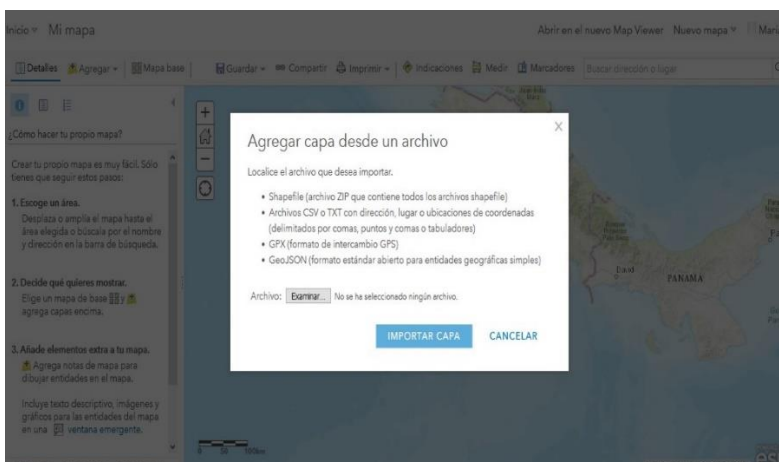 Inicio Mi mapa
Abrir en el nuevo Map Viewer Nuevo mapa
Detalles Agregar Mapa base Guardar Compartir Imprimir Indicaciones Medir Marcadores Buscar dirección o lugar
¿Cómo hacer tu propio mapa?
Crear tu propio mapa es muy fácil. Sólo
tienes que seguir estos pasos:
1. Escoge un área.
Desplaza o amplía el mapa hasta el
área elegida o búscala por el nombre
y dirección en la barra de búsqueda.
2. Decide qué quieres mostrar.
Elige un mapa de base y
agrega capas encima.
3. Añade elementos extra a tu mapa.
Agrega notas de mapa para
dibujar entidades en el mapa.
Incluye texto descriptivo, imágenes y
gráficos para las entidades del mapa
en una ventana emergente.
Agregar capa desde un archivo
X
Localice el archivo que desea importar.
• Shapefile (archivo ZIP que contiene todos los archivos shapefile)
• Archivos CSV o TXT con dirección, lugar o ubicaciones de coordenadas
(delimitados por comas, puntos y comas o tabuladores)
• GPX (formato de intercambio GPS)
• GeoJSON (formato estándar abierto para entidades geográficas simples)
Archivo: Examinar... No se ha seleccionado ningún archivo.
IMPORTAR CAPA CANCELAR
David
PANAMA
0 50 100km
esri